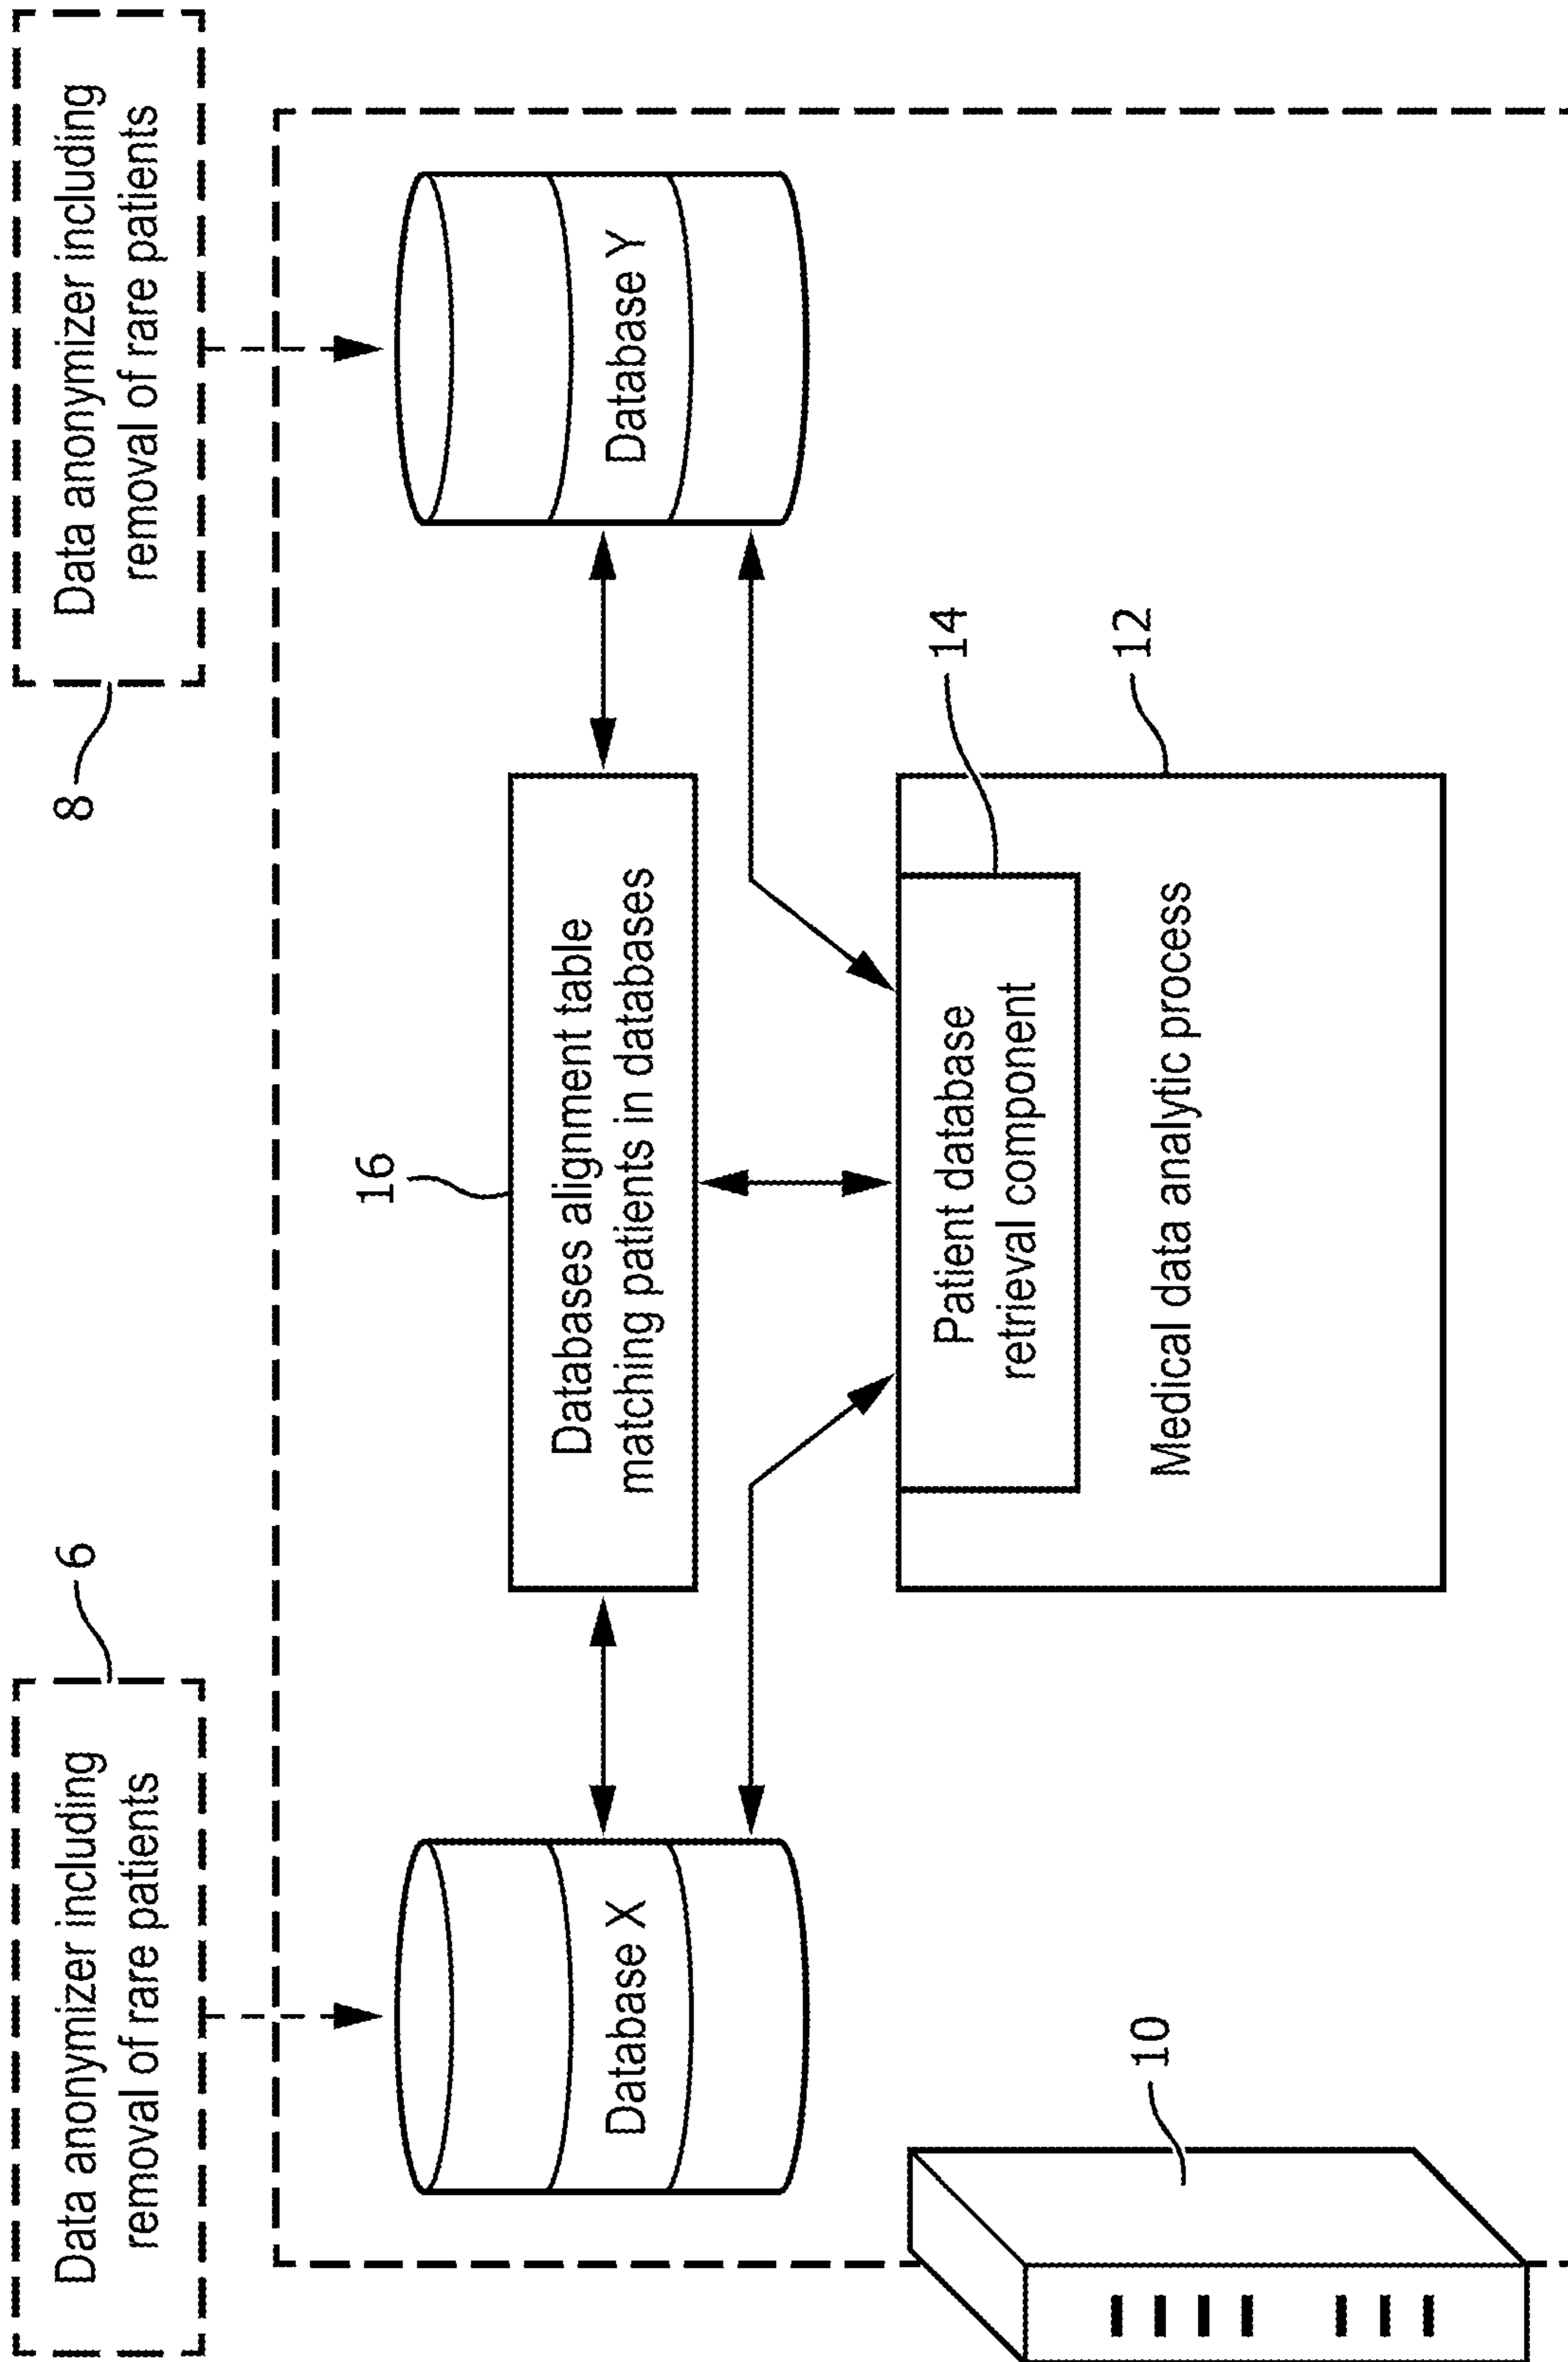 Data anonymizer including
removal of rare patients
6
Data anonymizer including
removal of rare patients
8
Database X
16
Databases alignment table
matching patients in databases
Database Y
Patient database
retrieval component
14
Medical data analytic process
12
10